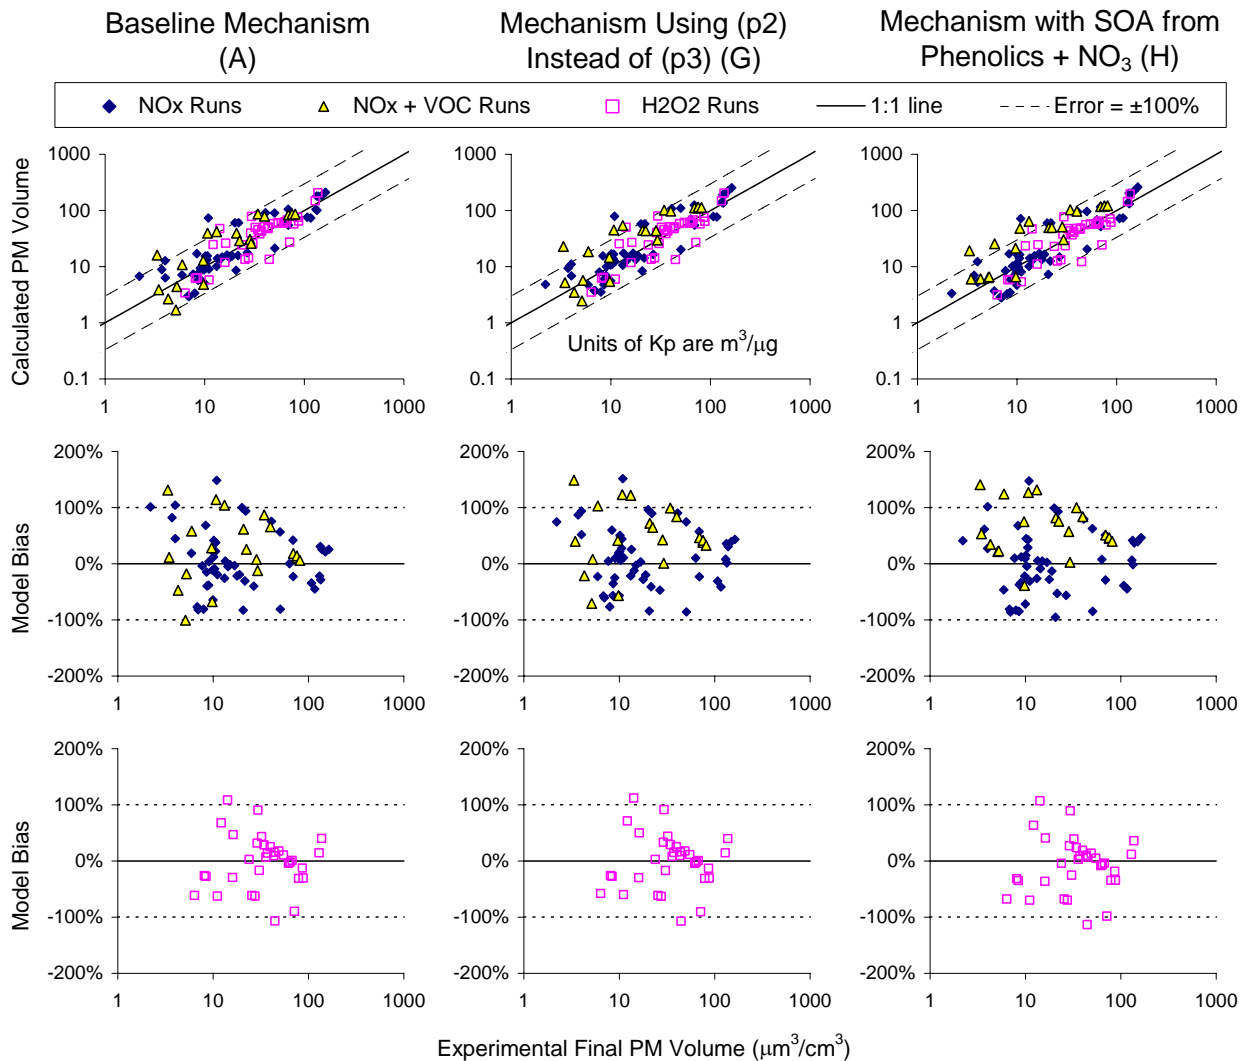 Baseline Mechanism
(A)
Mechanism Using (p2)
Instead of (p3) (G)
Mechanism with SOA from
Phenolics + NO3 (H)
NOx Runs
NOx + VOC Runs
H2O2 Runs
1:1 line
Error = ±100%
Calculated PM Volume
1000
100
10
1
0.1
1 10 100 1000
1000
100
10
1
0.1
Units of Kp are m³/μg
1 10 100 1000
1000
100
10
1
0.1
1 10 100 1000
Model Bias
200%
100%
0%
-100%
-200%
1 10 100 1000
200%
100%
0%
-100%
-200%
1 10 100 1000
200%
100%
0%
-100%
-200%
1 10 100 1000
Model Bias
200%
100%
0%
-100%
-200%
1 10 100 1000
200%
100%
0%
-100%
-200%
1 10 100 1000
200%
100%
0%
-100%
-200%
1 10 100 1000
Experimental Final PM Volume (μm³/cm³)